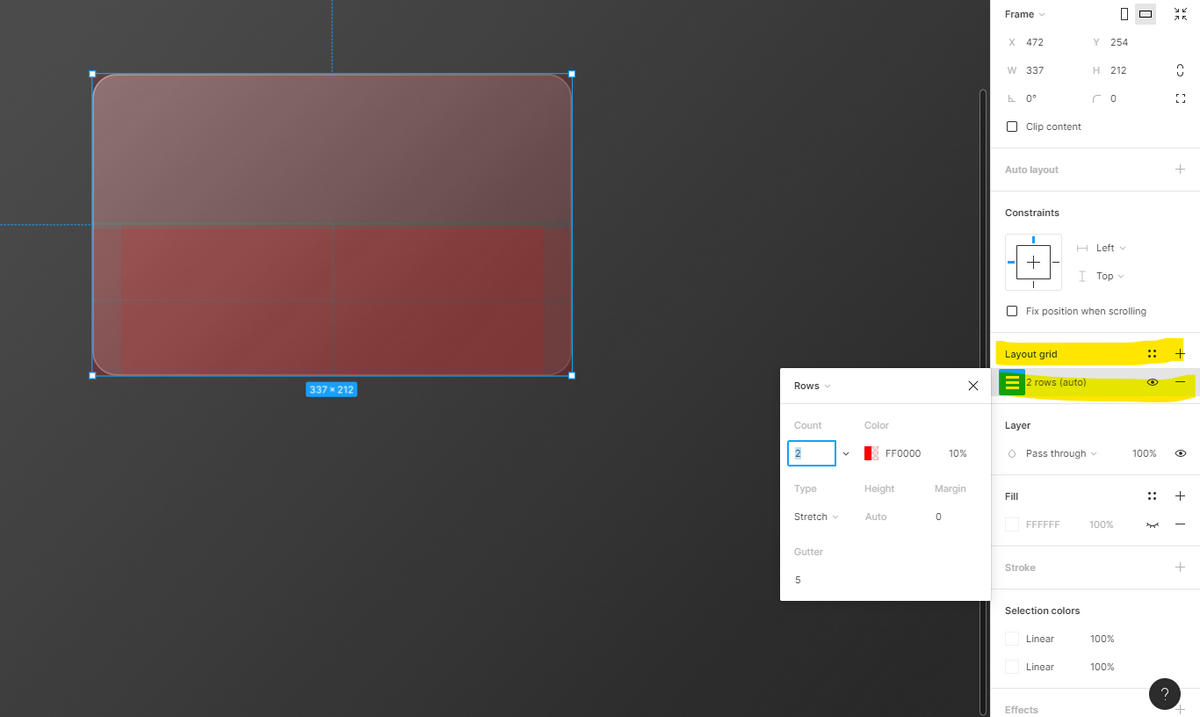 Frame
X 472 Y 254
W 337 H 212
0° 0
Clip content
Auto layout
Constraints
Left
Top
Fix position when scrolling
Layout grid
2 rows (auto)
337 × 212
Rows
Count Color
2 FF0000 10%
Type Height Margin
Stretch Auto 0
Gutter
5
Layer
Pass through 100%
Fill
FFFFFF 100%
Stroke
Selection colors
Linear 100%
Linear 100%
Effects
?